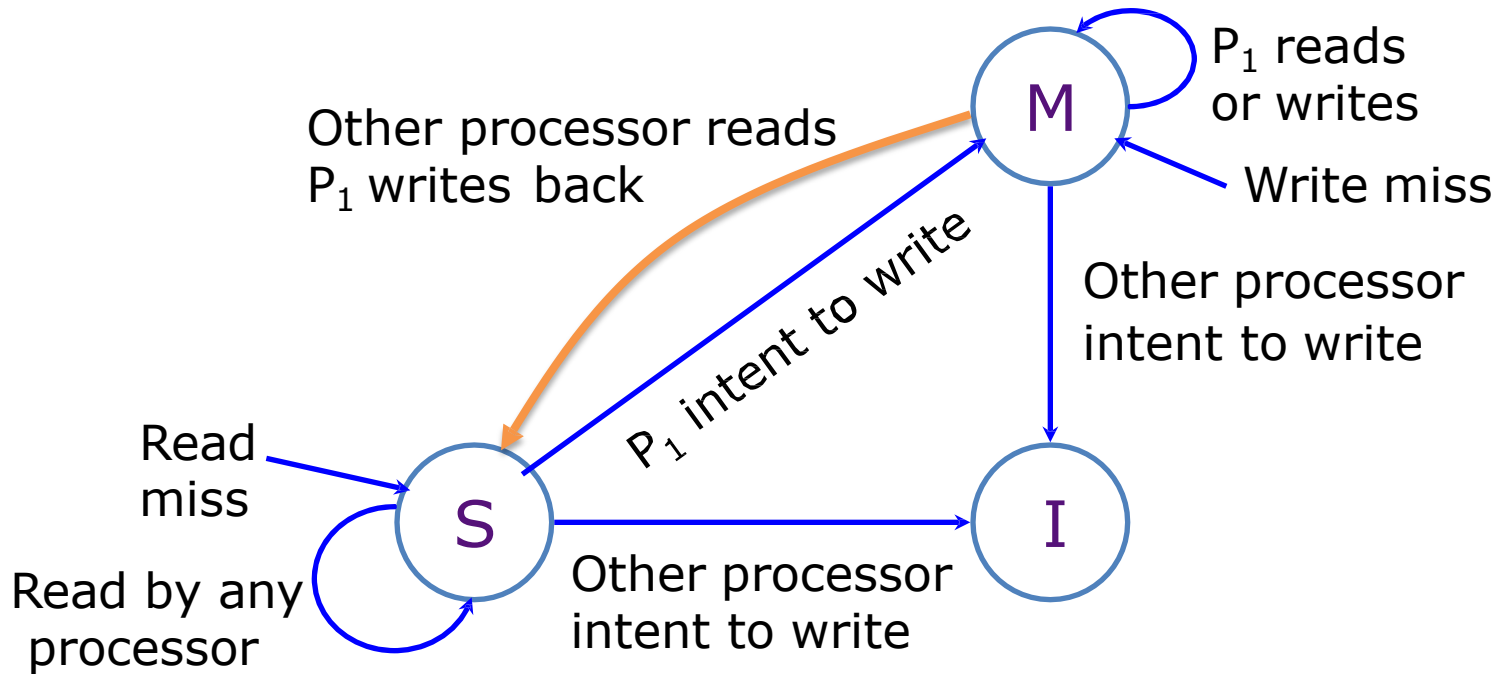 P₁ reads
or writes
M
Other processor reads
P₁ writes back
Write miss
P₁ intent to write
Other processor
intent to write
Read
miss
S
I
Other processor
intent to write
Read by any
processor